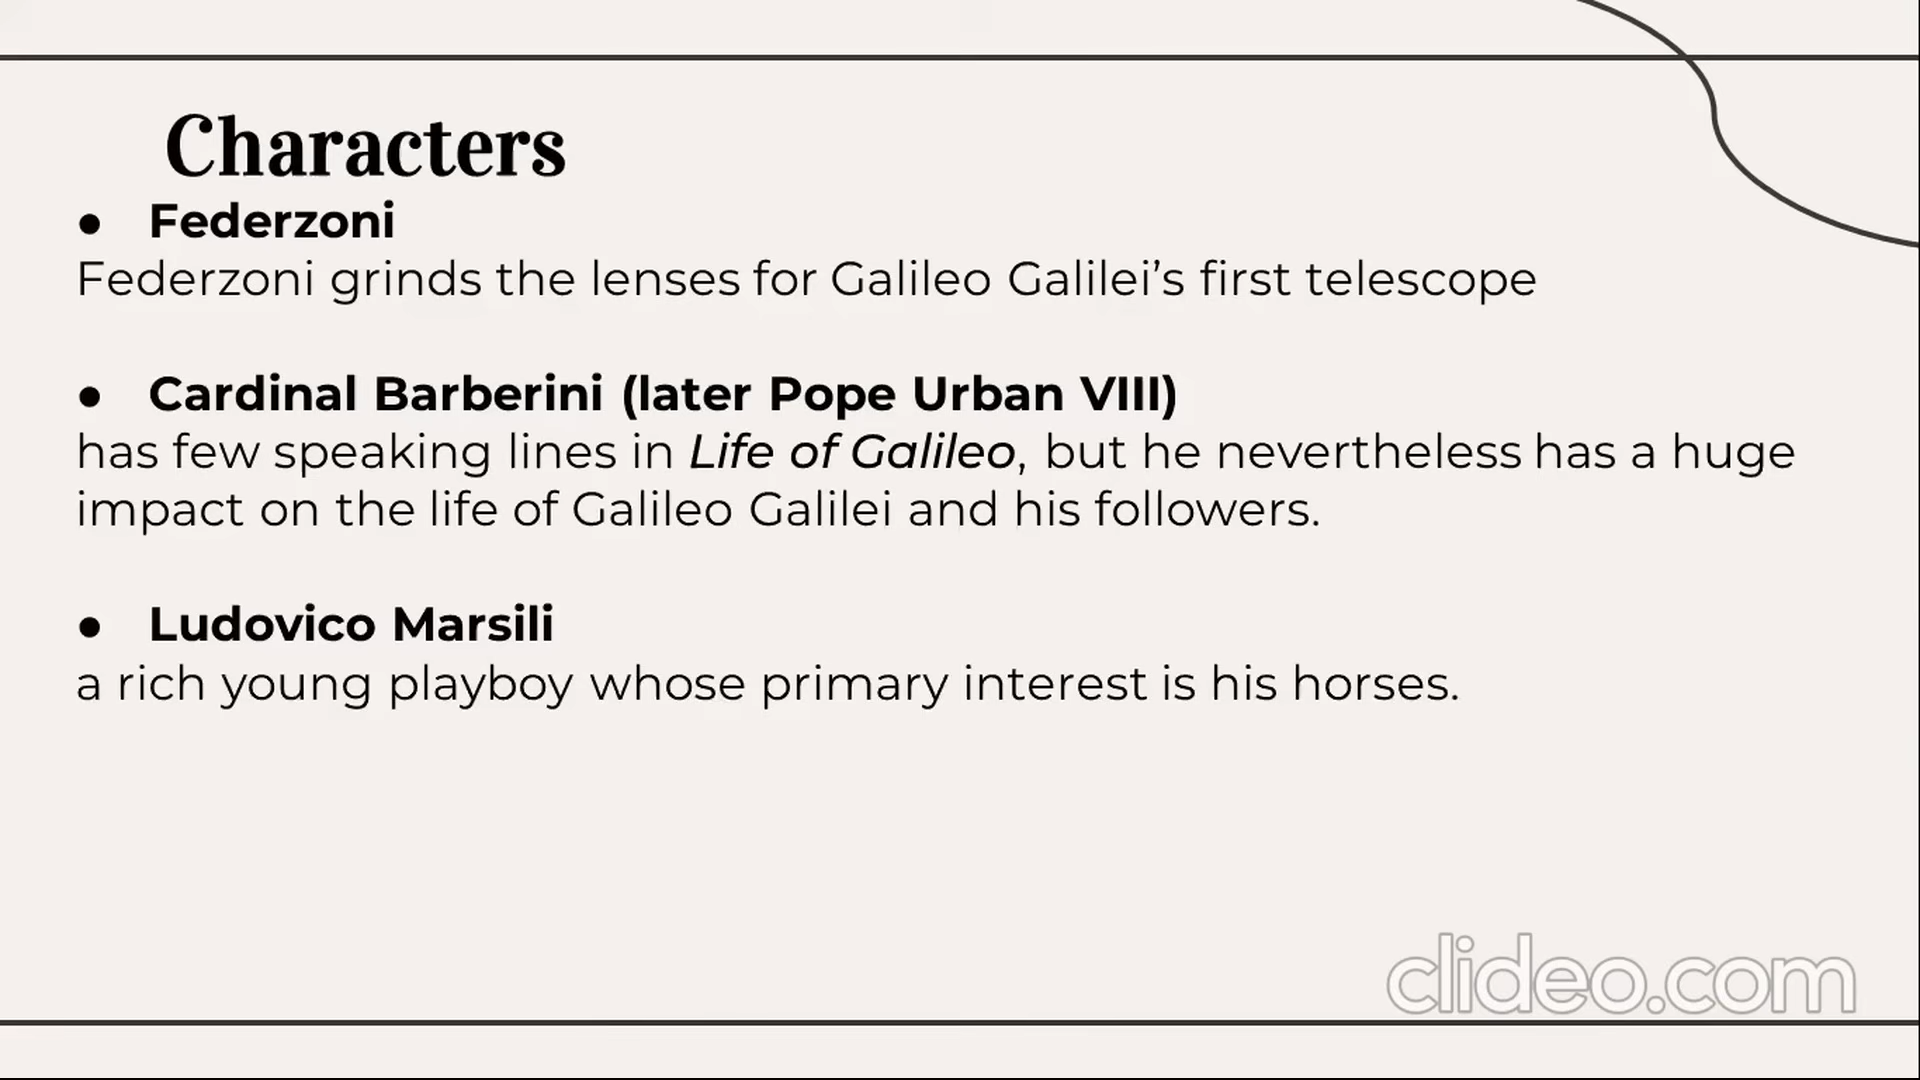 Characters
● Federzoni
Federzoni grinds the lenses for Galileo Galilei’s first telescope
● Cardinal Barberini (later Pope Urban VIII)
has few speaking lines in Life of Galileo, but he nevertheless has a huge
impact on the life of Galileo Galilei and his followers.
● Ludovico Marsili
a rich young playboy whose primary interest is his horses.
clideo.com